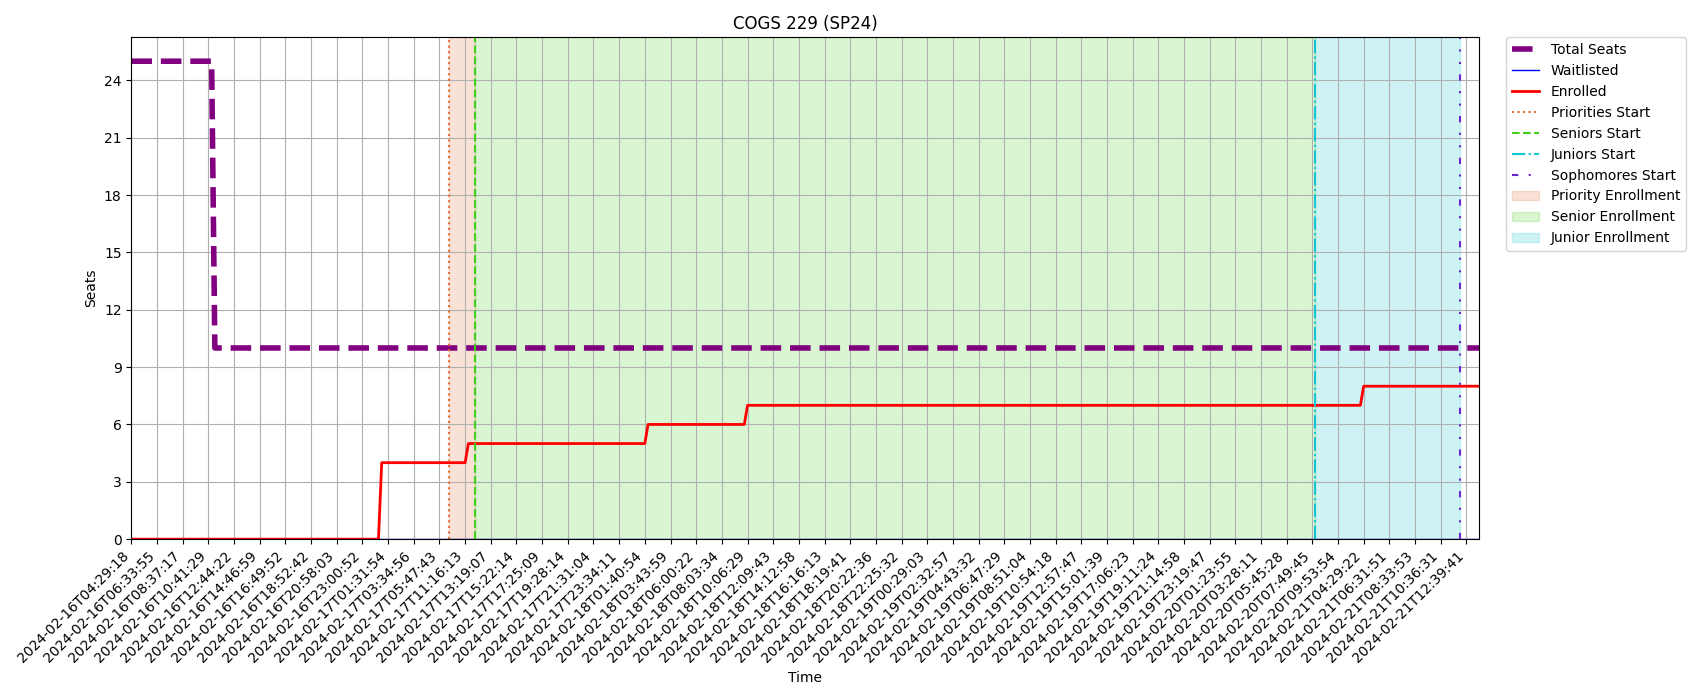 COGS 229 (SP24)
Total Seats
Waitlisted
Enrolled
Priorities Start
Seniors Start
Juniors Start
Sophomores Start
Priority Enrollment
Senior Enrollment
Junior Enrollment
Seats
24
21
18
15
12
9
6
3
0
2024-02-16T04:29:18
2024-02-16T06:33:55
2024-02-16T08:37:17
2024-02-16T10:41:29
2024-02-16T12:44:22
2024-02-16T14:46:59
2024-02-16T16:49:52
2024-02-16T18:52:42
2024-02-16T20:58:03
2024-02-16T23:00:52
2024-02-17T01:31:54
2024-02-17T03:34:56
2024-02-17T05:47:43
2024-02-17T11:16:13
2024-02-17T13:19:07
2024-02-17T15:22:14
2024-02-17T17:25:09
2024-02-17T19:28:14
2024-02-17T21:31:04
2024-02-17T23:34:11
2024-02-18T01:40:54
2024-02-18T03:43:59
2024-02-18T06:00:22
2024-02-18T08:03:34
2024-02-18T10:06:29
2024-02-18T12:09:43
2024-02-18T14:12:58
2024-02-18T16:16:13
2024-02-18T18:19:41
2024-02-18T20:22:36
2024-02-18T22:25:32
2024-02-19T00:29:03
2024-02-19T02:32:57
2024-02-19T04:43:32
2024-02-19T06:47:29
2024-02-19T08:51:04
2024-02-19T10:54:18
2024-02-19T12:57:47
2024-02-19T15:01:39
2024-02-19T17:06:23
2024-02-19T19:11:24
2024-02-19T21:14:58
2024-02-19T23:19:47
2024-02-20T01:23:55
2024-02-20T03:28:11
2024-02-20T05:45:28
2024-02-20T07:49:45
2024-02-20T09:53:54
2024-02-21T04:29:22
2024-02-21T06:31:51
2024-02-21T08:33:53
2024-02-21T10:36:31
2024-02-21T12:39:41
Time